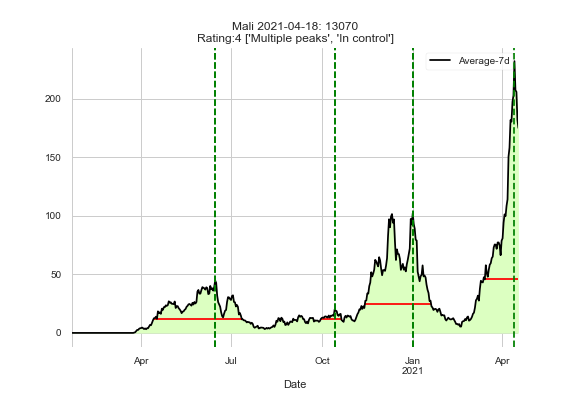 Mali 2021-04-18: 13070
Rating:4 ['Multiple peaks', 'In control']
Average-7d
200
150
100
50
0
Apr
Jul
Oct
Jan
2021
Apr
Date